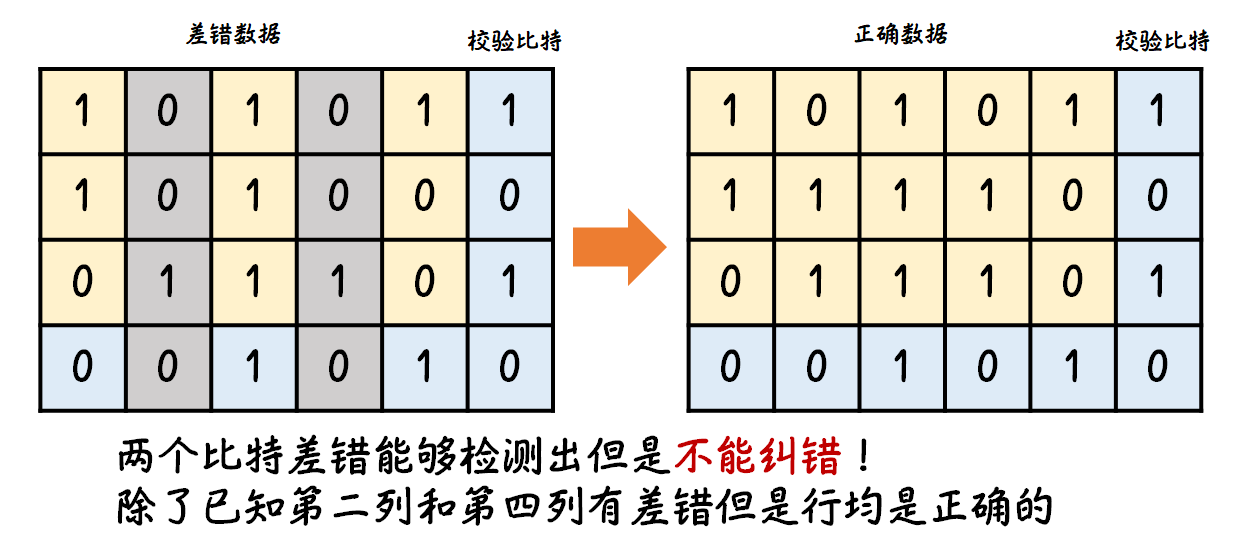 差错数据 校验比特 正确数据 校验比特
1 0 1 0 1 1 1 0 1 0 1 1
1 0 1 0 0 0 1 1 1 1 0 0
0 1 1 1 0 1 0 1 1 1 0 1
0 0 1 0 1 0 0 0 1 0 1 0
两个比特差错能够检测出但是不能纠错！
除了已知第二列和第四列有差错但是行均是正确的